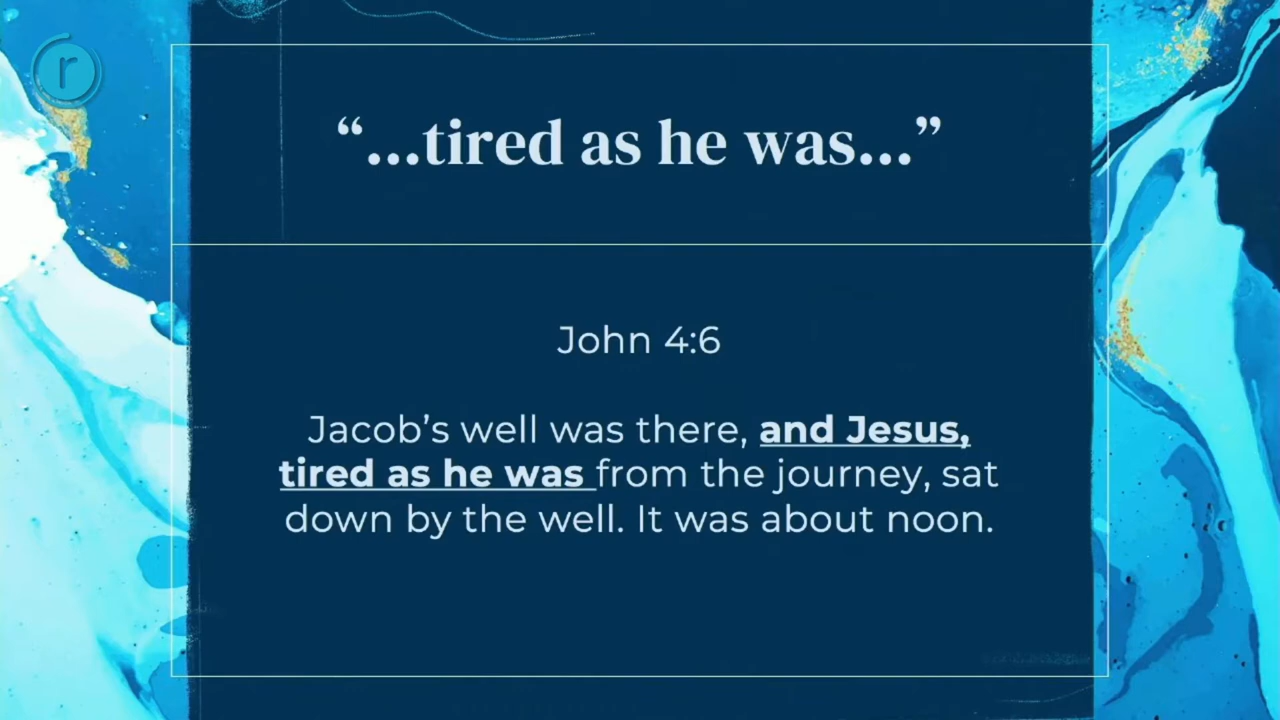 r
“...tired as he was...”
John 4:6
Jacob’s well was there, and Jesus,
tired as he was from the journey, sat
down by the well. It was about noon.